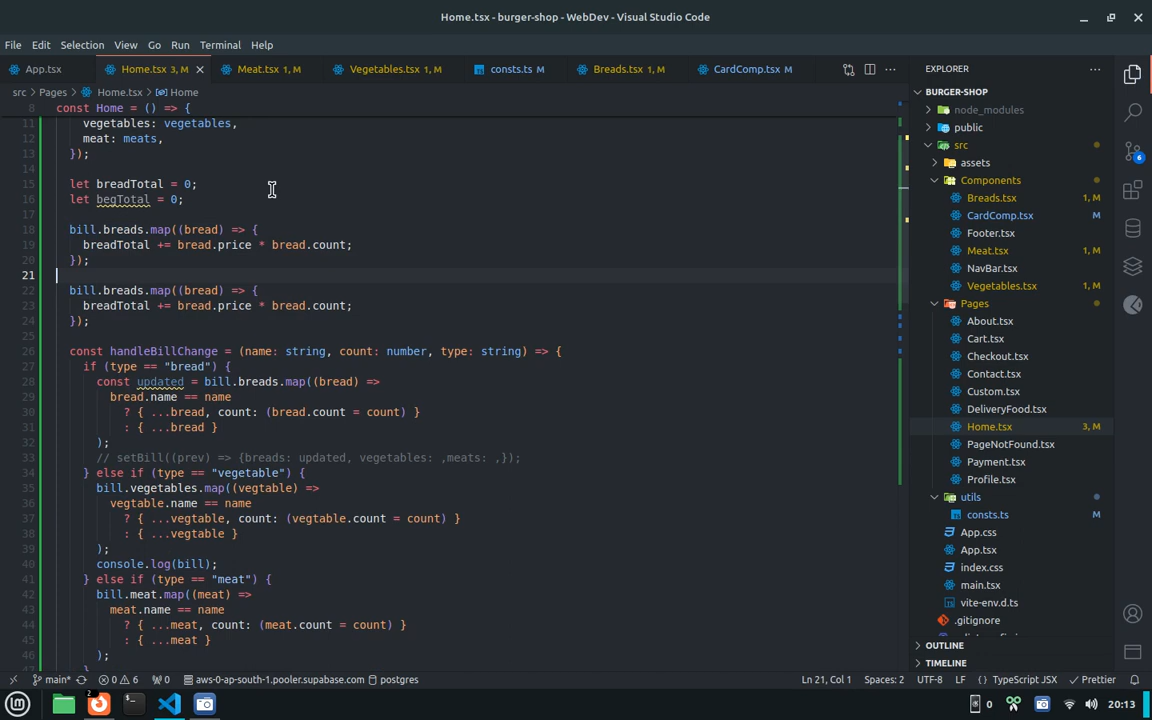 Home.tsx - burger-shop - WebDev - Visual Studio Code
File Edit Selection View Go Run Terminal Help
App.tsx Home.tsx 3, M Meat.tsx 1, M Vegetables.tsx 1, M consts.ts M Breads.tsx 1, M CardComp.tsx M
src > Pages > Home.tsx > Home
8 const Home = () => {
11 vegetables: vegetables,
12 meat: meats,
13 });
14
15 let breadTotal = 0;
16 let begTotal = 0;
17
18 bill.breads.map((bread) => {
19 breadTotal += bread.price * bread.count;
20 });
21
22 bill.breads.map((bread) => {
23 breadTotal += bread.price * bread.count;
24 });
25
26 const handleBillChange = (name: string, count: number, type: string) => {
27 if (type == "bread") {
28 const updated = bill.breads.map((bread) =>
29 bread.name == name
30 ? { ...bread, count: (bread.count = count) }
31 : { ...bread }
32 );
33 // setBill((prev) => {breads: updated, vegetables: ,meats: ,});
34 } else if (type == "vegetable") {
35 bill.vegetables.map((vegtable) =>
36 vegtable.name == name
37 ? { ...vegtable, count: (vegtable.count = count) }
38 : { ...vegtable }
39 );
40 console.log(bill);
41 } else if (type == "meat") {
42 bill.meat.map((meat) =>
43 meat.name == name
44 ? { ...meat, count: (meat.count = count) }
45 : { ...meat }
46 );
47 }
EXPLORER
BURGER-SHOP
node_modules
public
src
assets
Components
Breads.tsx 1, M
CardComp.tsx M
Footer.tsx
Meat.tsx 1, M
NavBar.tsx
Vegetables.tsx 1, M
Pages
About.tsx
Cart.tsx
Checkout.tsx
Contact.tsx
Custom.tsx
DeliveryFood.tsx
Home.tsx 3, M
PageNotFound.tsx
Payment.tsx
Profile.tsx
utils
consts.ts M
App.css
App.tsx
index.css
main.tsx
vite-env.d.ts
.gitignore
OUTLINE
TIMELINE
6
main* 0 6 0 aws-0-ap-south-1.pooler.supabase.com postgres Ln 21, Col 1 Spaces: 2 UTF-8 LF {} TypeScript JSX Prettier
2 0 20:13